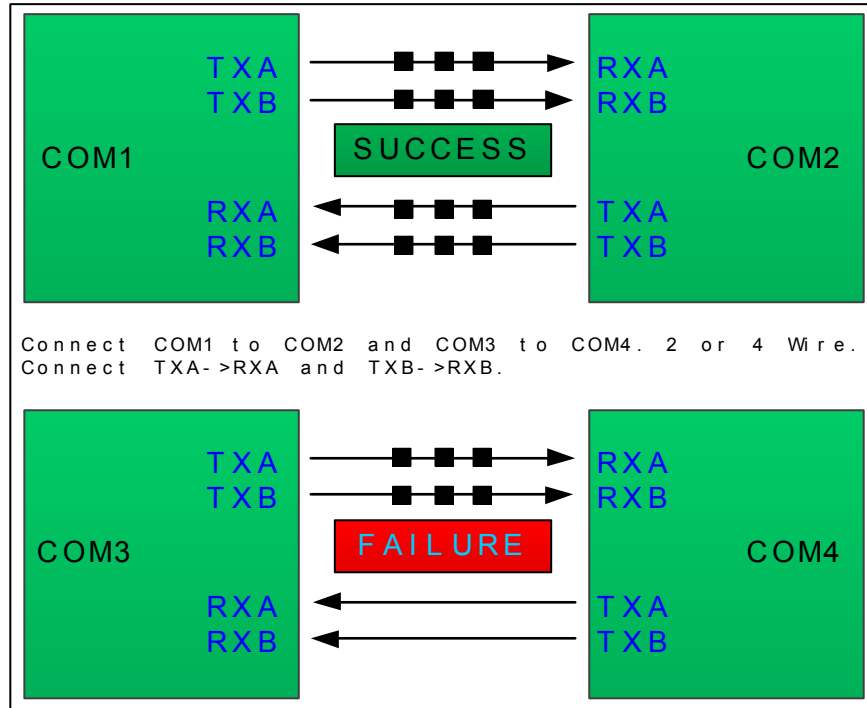 TXA
TXB
RXA
RXB
SUCCESS
COM1
COM2
RXA
RXB
TXA
TXB
Connect COM1 to COM2 and COM3 to COM4. 2 or 4 Wire.
Connect TXA->RXA and TXB->RXB.
TXA
TXB
RXA
RXB
FAILURE
COM3
COM4
RXA
RXB
TXA
TXB